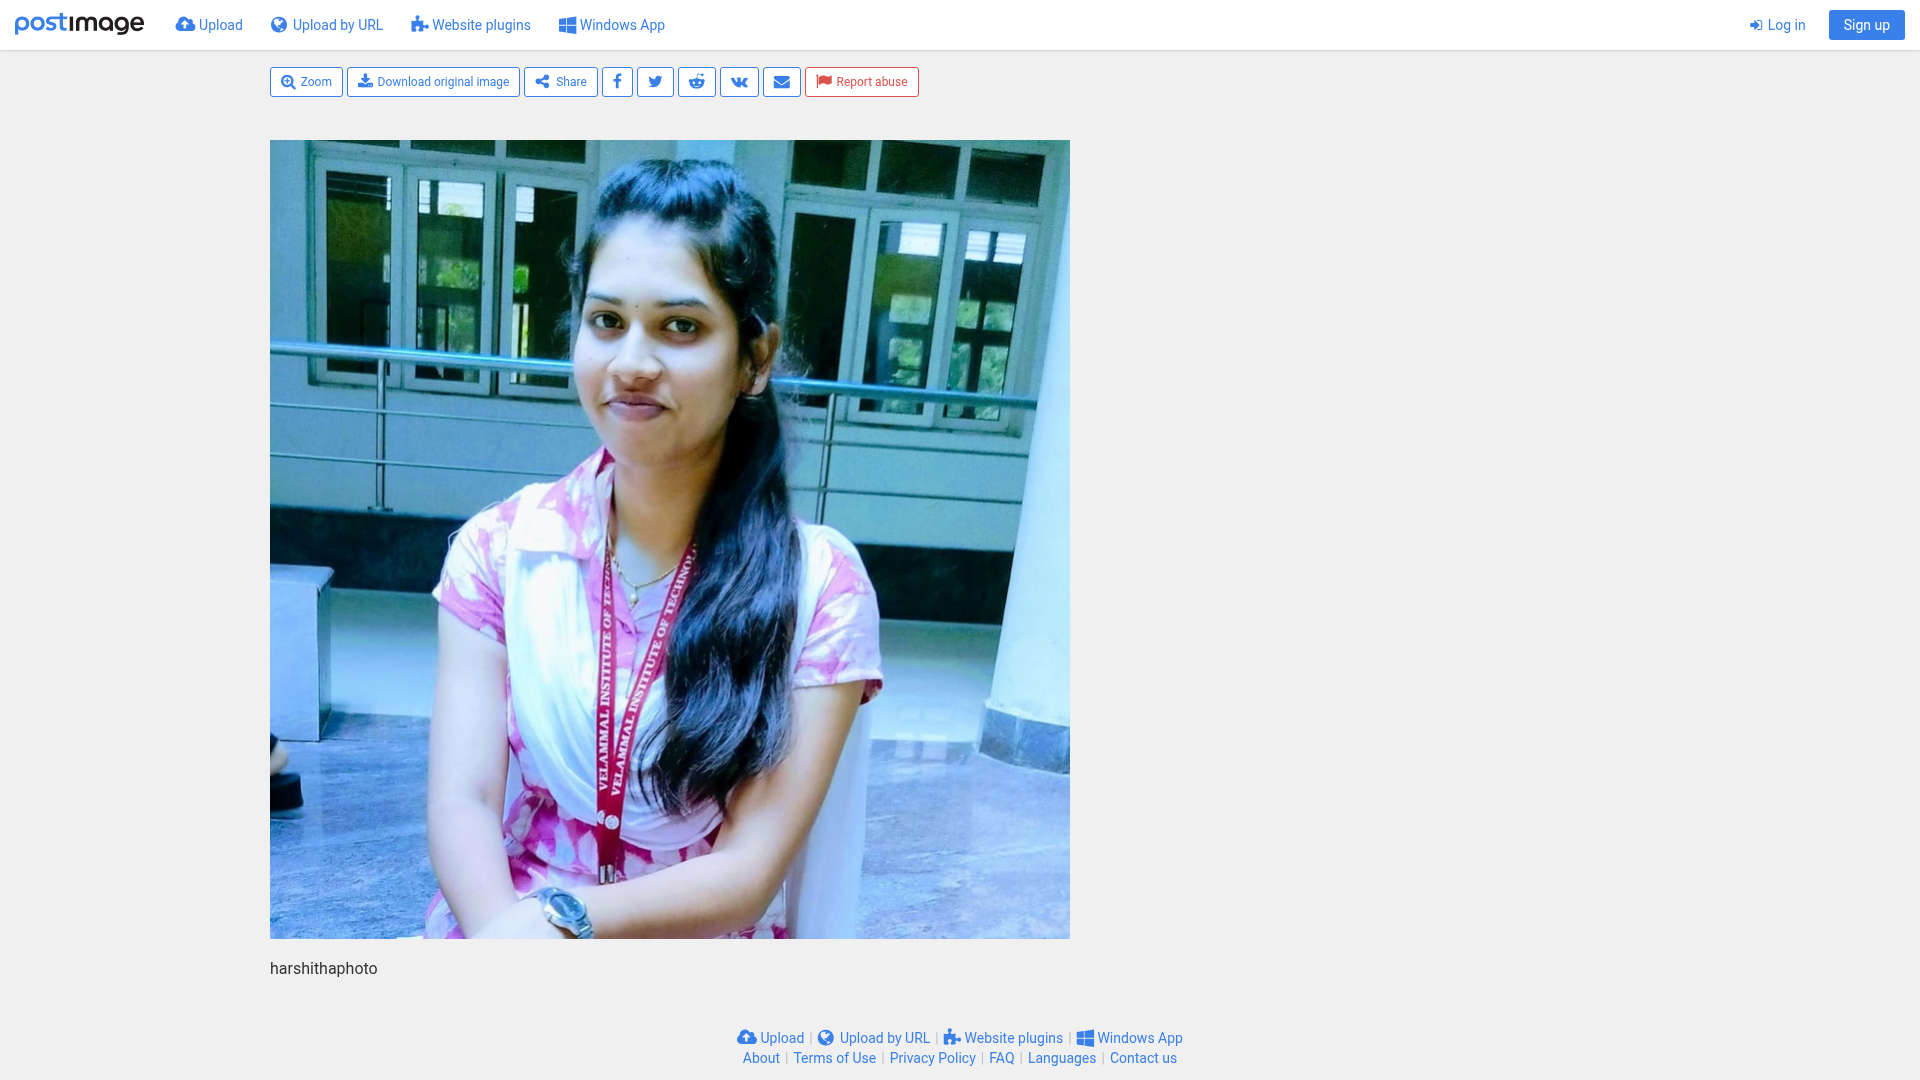 postimage
Upload
Upload by URL
Website plugins
Windows App
Log in
Sign up
Zoom
Download original image
Share
Report abuse
VELAMMAL INSTITUTE OF TECHNOLO
VELAMMAL INSTITUTE OF TECHNO
harshithaphoto
Upload | Upload by URL | Website plugins | Windows App
About | Terms of Use | Privacy Policy | FAQ | Languages | Contact us